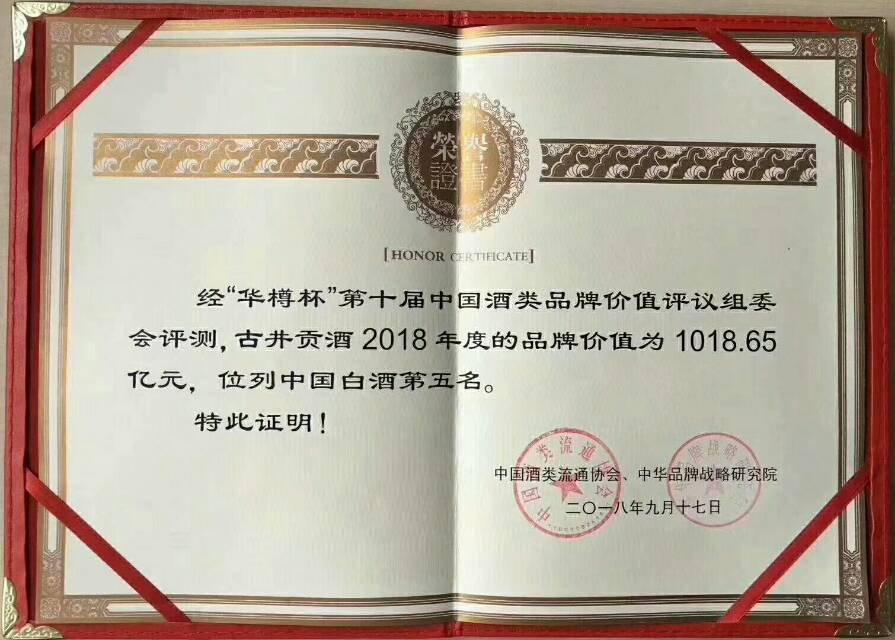 榮譽
證書
[HONOR CERTIFICATE]
经“华樽杯”第十届中国酒类品牌价值评议组委
会评测,古井贡酒 2018 年度的品牌价值为 1018.65
亿元，位列中国白酒第五名。
特此证明!
中国酒类流通协会、中华品牌战略研究院
二〇一八年九月十七日